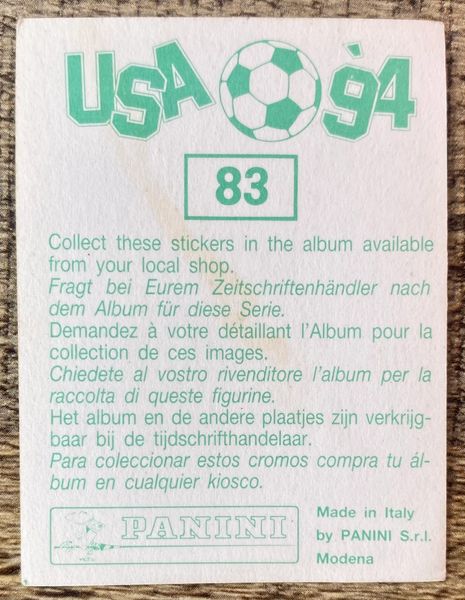 USA '94
83
Collect these stickers in the album available
from your local shop.
Fragt bei Eurem Zeitschriftenhändler nach
dem Album für diese Serie.
Demandez à votre détaillant l'Album pour la
collection de ces images.
Chiedete al vostro rivenditore l'album per la
raccolta di queste figurine.
Het album en de andere plaatjes zijn verkrijg-
baar bij de tijdschrifthandelaar.
Para coleccionar estos cromos compra tu ál-
bum en cualquier kiosco.
PANINI
Made in Italy
by PANINI S.r.l.
Modena